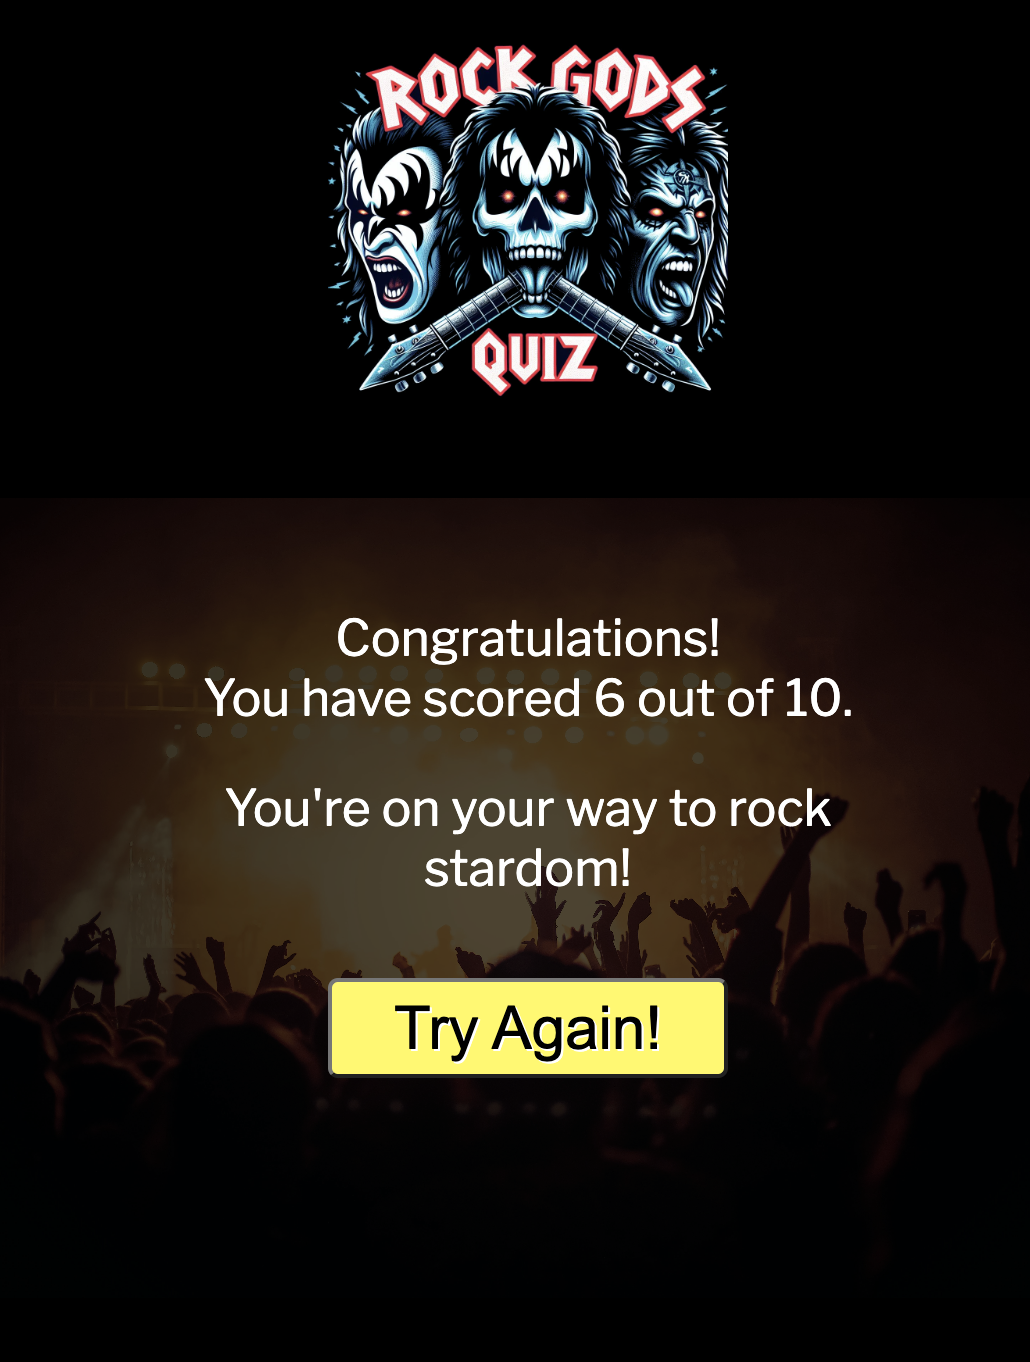 ROCK GODS
QUIZ
Congratulations!
You have scored 6 out of 10.
You're on your way to rock
stardom!
Try Again!